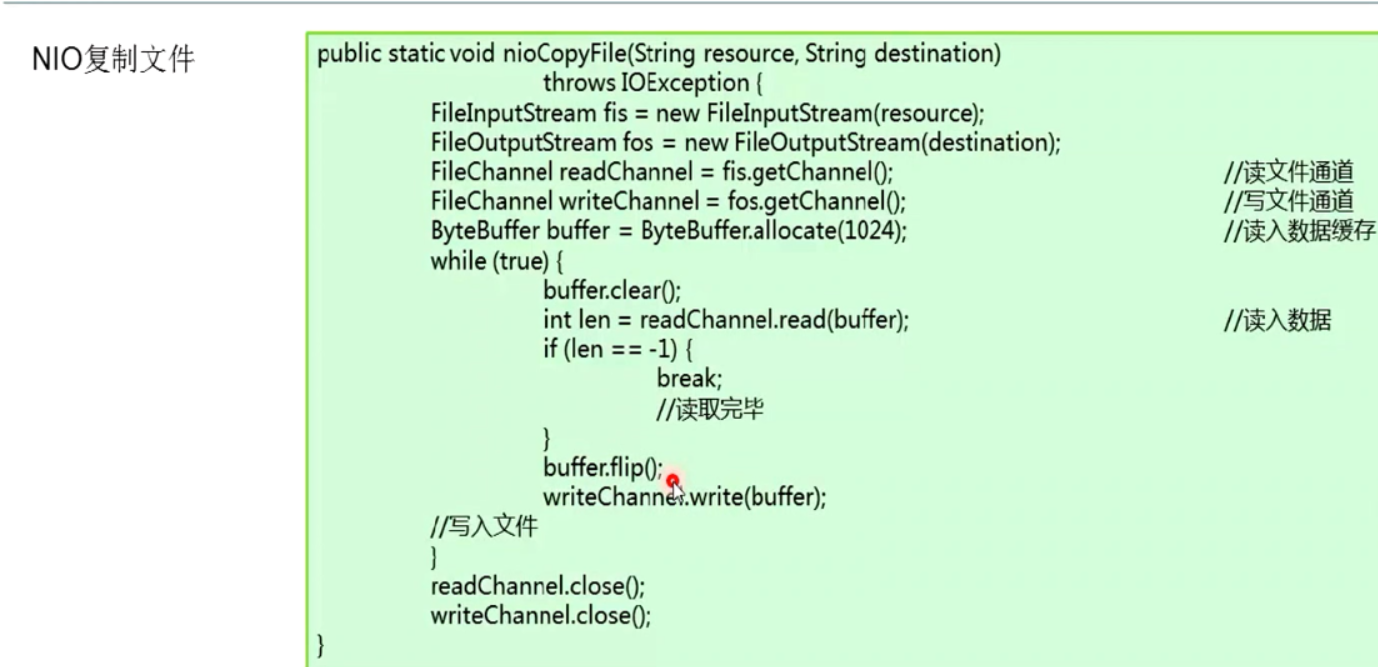 NIO复制文件
public static void nioCopyFile(String resource, String destination)
throws IOException {
FileInputStream fis = new FileInputStream(resource);
FileOutputStream fos = new FileOutputStream(destination);
FileChannel readChannel = fis.getChannel(); //读文件通道
FileChannel writeChannel = fos.getChannel(); //写文件通道
ByteBuffer buffer = ByteBuffer.allocate(1024); //读入数据缓存
while (true) {
buffer.clear();
int len = readChannel.read(buffer); //读入数据
if (len == -1) {
break;
//读取完毕
}
buffer.flip();
writeChannel.write(buffer);
//写入文件
}
readChannel.close();
writeChannel.close();
}